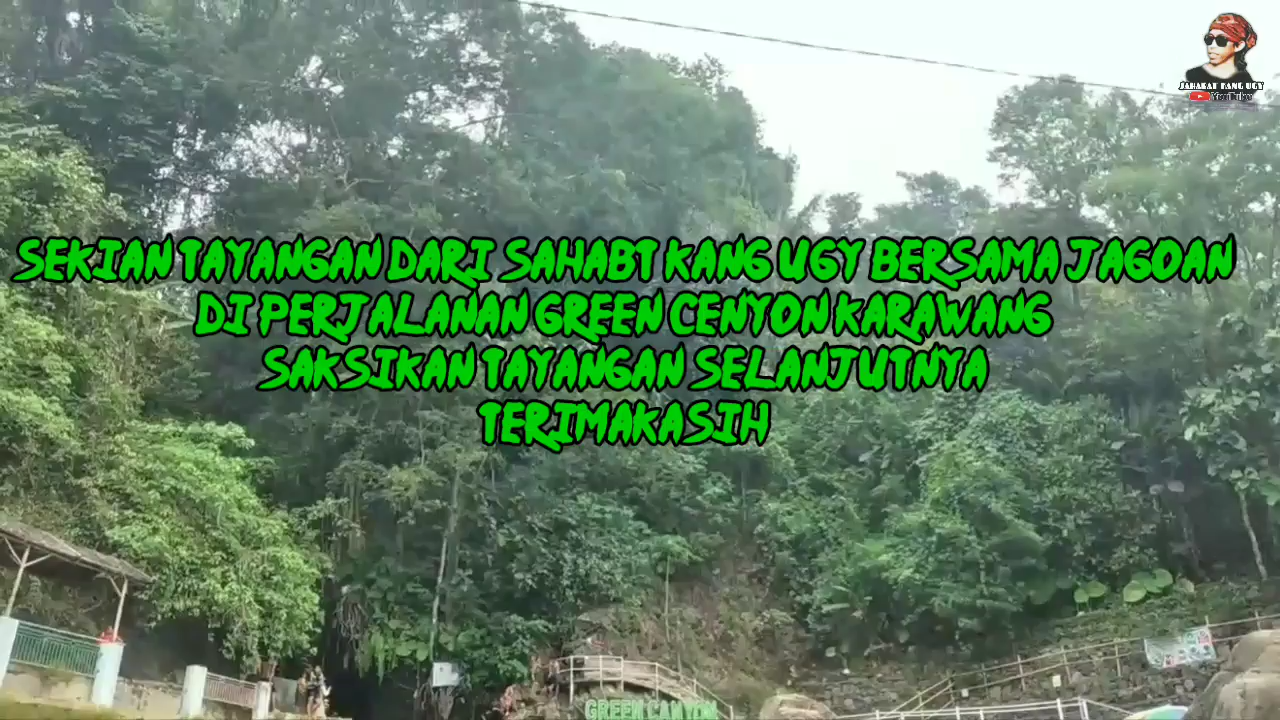 SAHABAT KANG UGY
YouTube
SEKIAN TAYANGAN DARI SAHABT KANG UGY BERSAMA JAGOAN
DI PERJALANAN GREEN CENYON KARAWANG
SAKSIKAN TAYANGAN SELANJUTNYA
TERIMAKASIH
GREEN CANYON